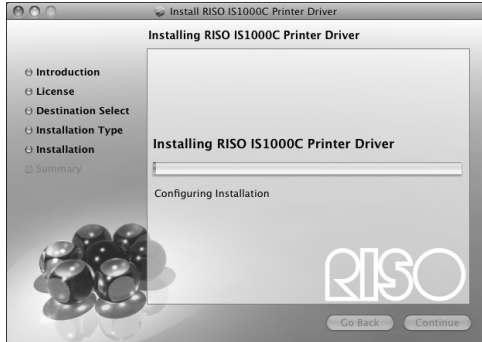 Install RISO IS1000C Printer Driver
Installing RISO IS1000C Printer Driver
Introduction
License
Destination Select
Installation Type
Installation
Summary
Installing RISO IS1000C Printer Driver
Configuring Installation
RISO
Go Back
Continue